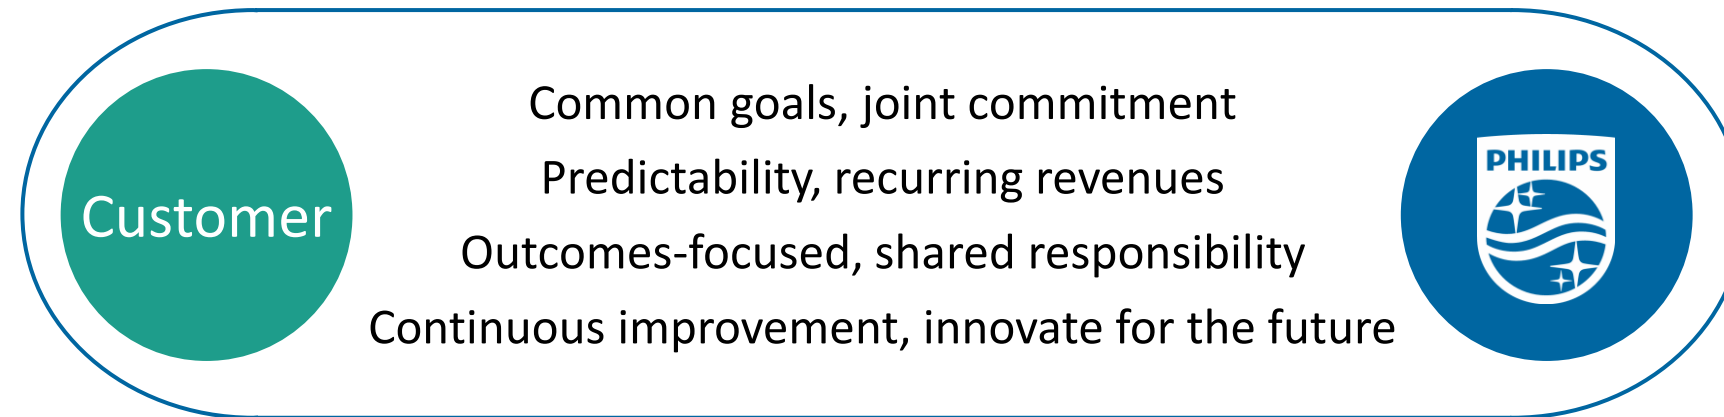 Common goals, joint commitment
Predictability, recurring revenues
Customer
Outcomes-focused, shared responsibility
Continuous improvement, innovate for the future
PHILIPS